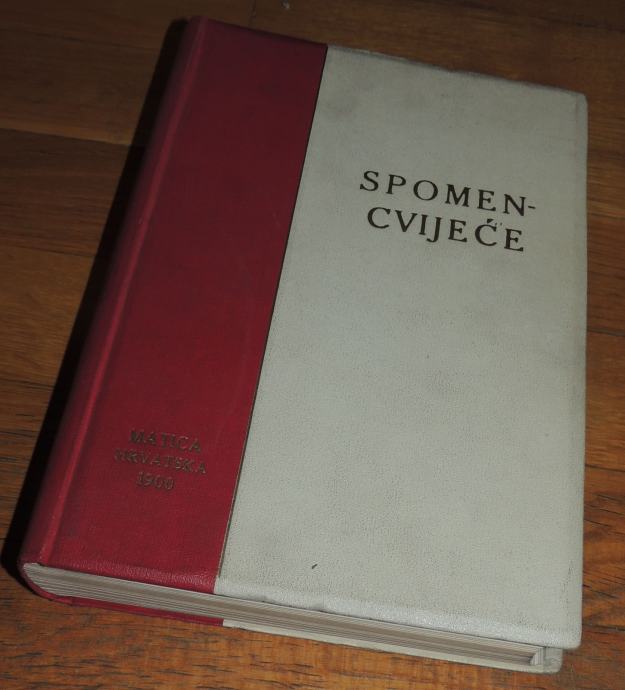 SPOMEN-
CVIJEĆE
MATICA
HRVATSKA
1900